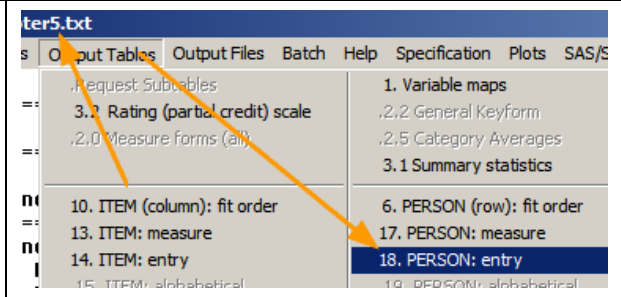 ter5.txt
s Output Tables Output Files Batch Help Specification Plots SAS/S
.Request Subtables
1. Variable maps
3.2 Rating (partial credit) scale
.2.2 General Keyform
.2.0 Measure forms (all)
.2.5 Category Averages
3.1 Summary statistics
10. ITEM (column): fit order
6. PERSON (row): fit order
13. ITEM: measure
17. PERSON: measure
14. ITEM: entry
18. PERSON: entry
15. ITEM: alphabetical
19. PERSON: alphabetical